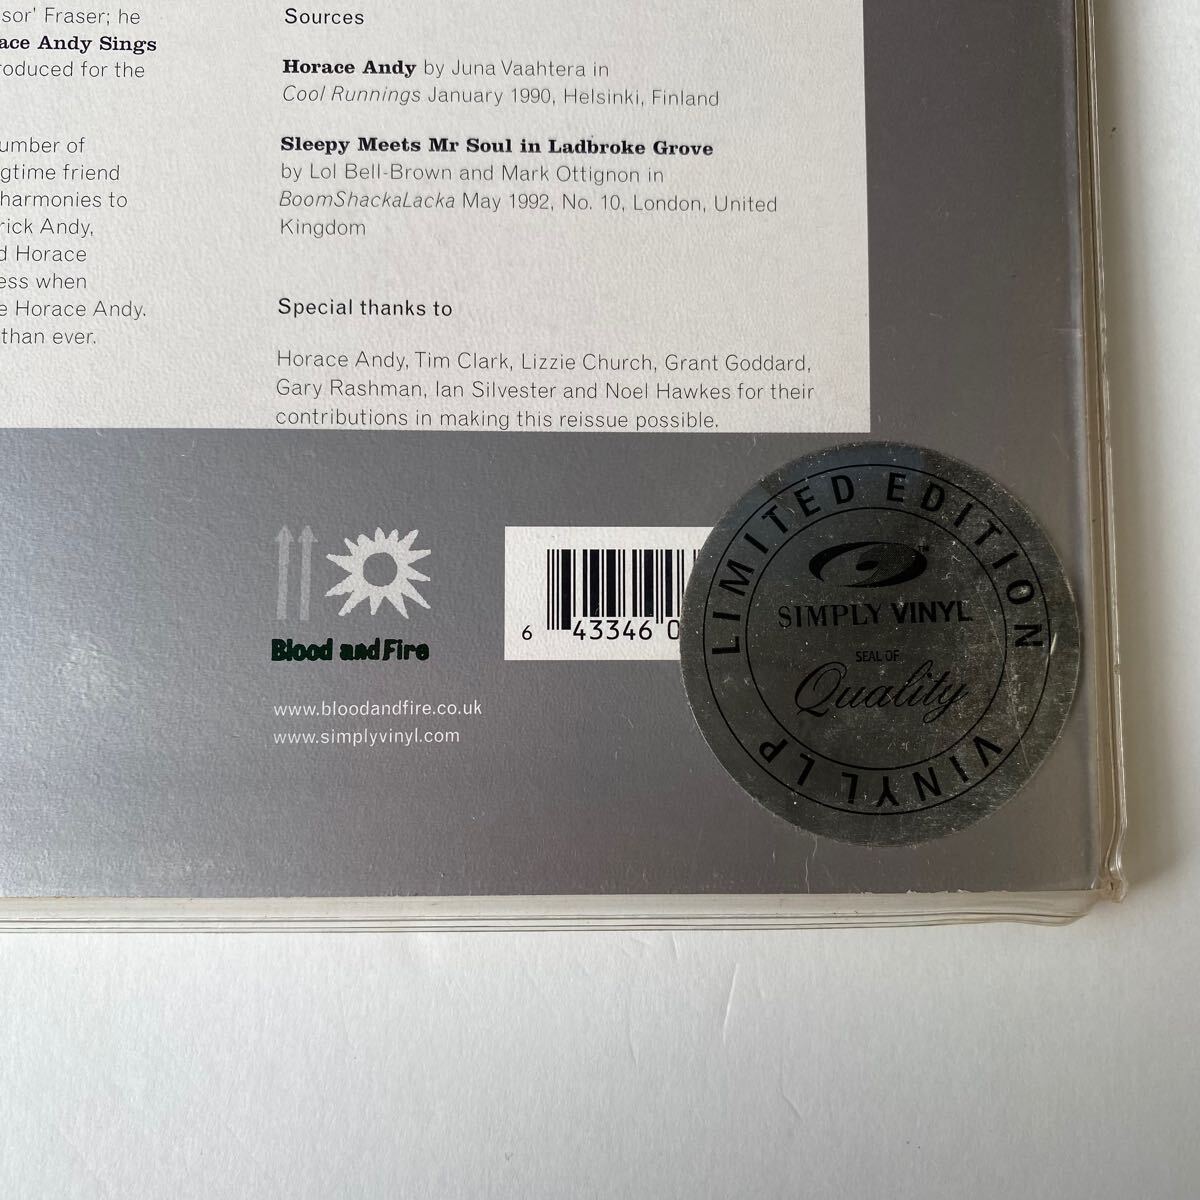 sor' Fraser; he
ace Andy Sings
roduced for the
umber of
gtime friend
harmonies to
rick Andy,
d Horace
ess when
e Horace Andy.
than ever.
Sources
Horace Andy by Juna Vaahtera in
Cool Runnings January 1990, Helsinki, Finland
Sleepy Meets Mr Soul in Ladbroke Grove
by Lol Bell-Brown and Mark Ottignon in
BoomShackaLacka May 1992, No. 10, London, United
Kingdom
Special thanks to
Horace Andy, Tim Clark, Lizzie Church, Grant Goddard,
Gary Rashman, Ian Silvester and Noel Hawkes for their
contributions in making this reissue possible.
Blood and Fire
www.bloodandfire.co.uk
www.simplyvinyl.com
6 43346 0
LIMITED EDITION
SIMPLY VINYL
SEAL OF
Quality
VINYL LP